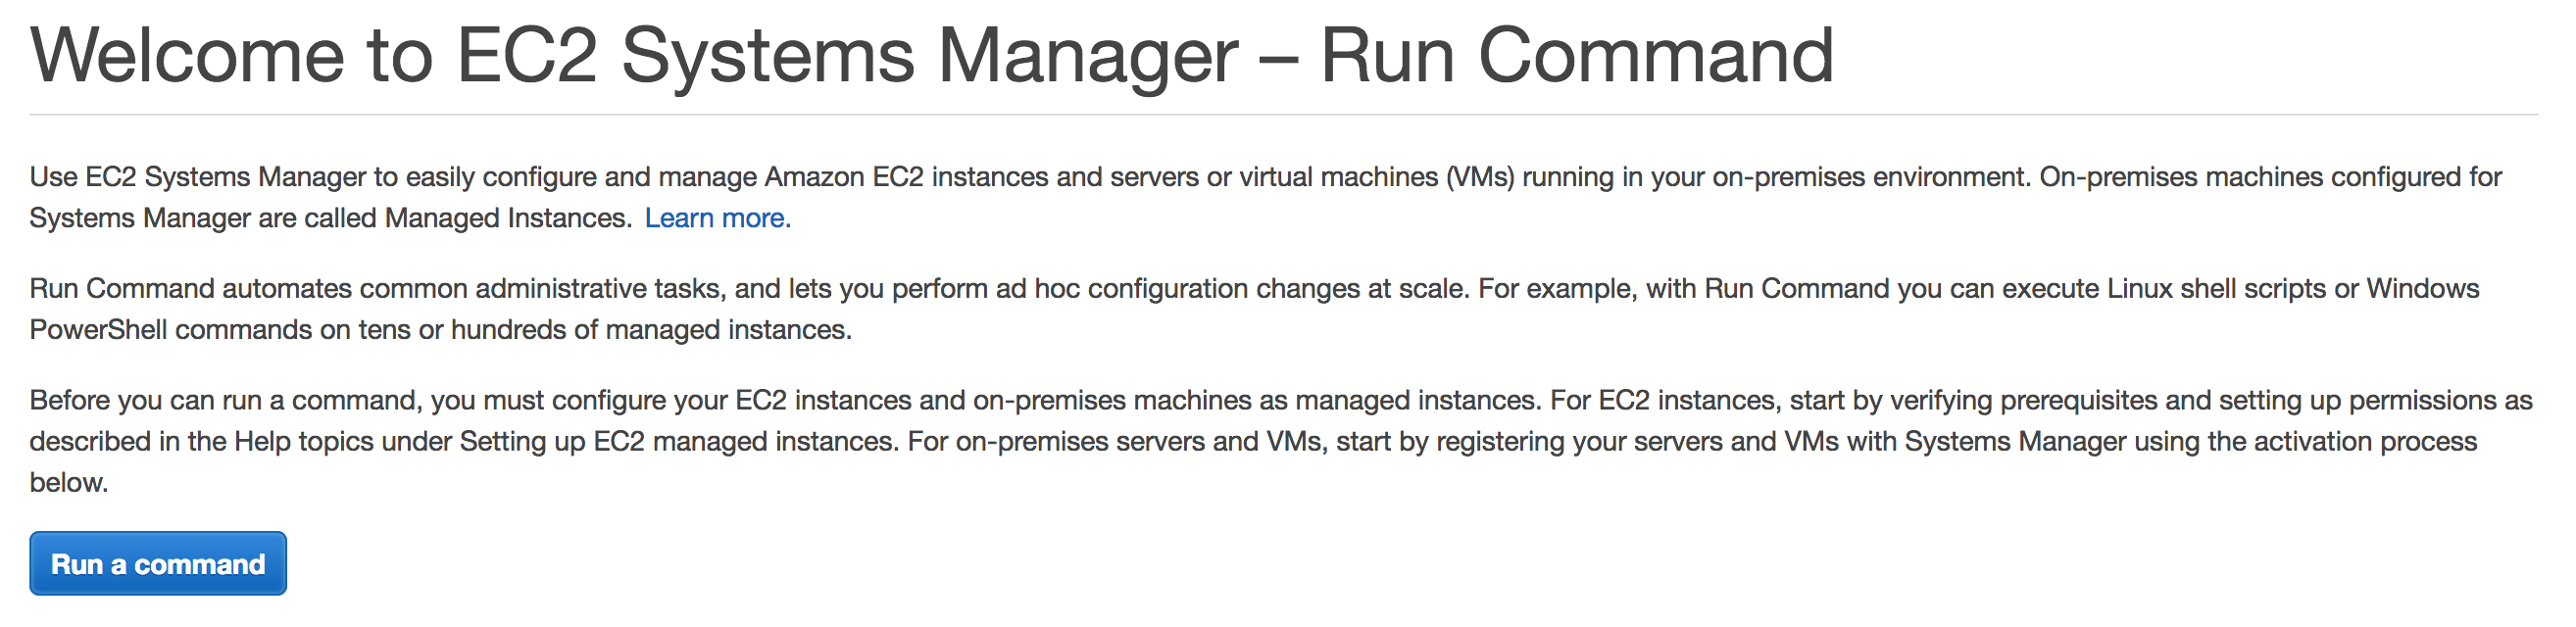 Welcome to EC2 Systems Manager – Run Command
Use EC2 Systems Manager to easily configure and manage Amazon EC2 instances and servers or virtual machines (VMs) running in your on-premises environment. On-premises machines configured for
Systems Manager are called Managed Instances. Learn more.
Run Command automates common administrative tasks, and lets you perform ad hoc configuration changes at scale. For example, with Run Command you can execute Linux shell scripts or Windows
PowerShell commands on tens or hundreds of managed instances.
Before you can run a command, you must configure your EC2 instances and on-premises machines as managed instances. For EC2 instances, start by verifying prerequisites and setting up permissions as
described in the Help topics under Setting up EC2 managed instances. For on-premises servers and VMs, start by registering your servers and VMs with Systems Manager using the activation process
below.
Run a command